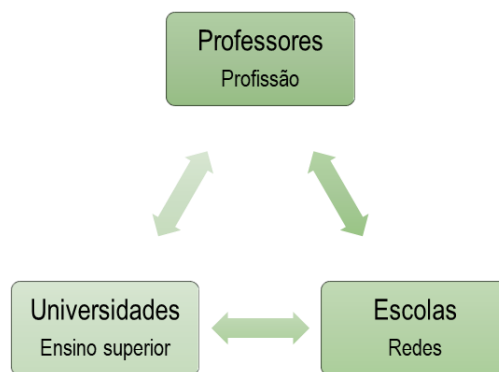 Professores
Profissão
Universidades
Ensino superior
Escolas
Redes